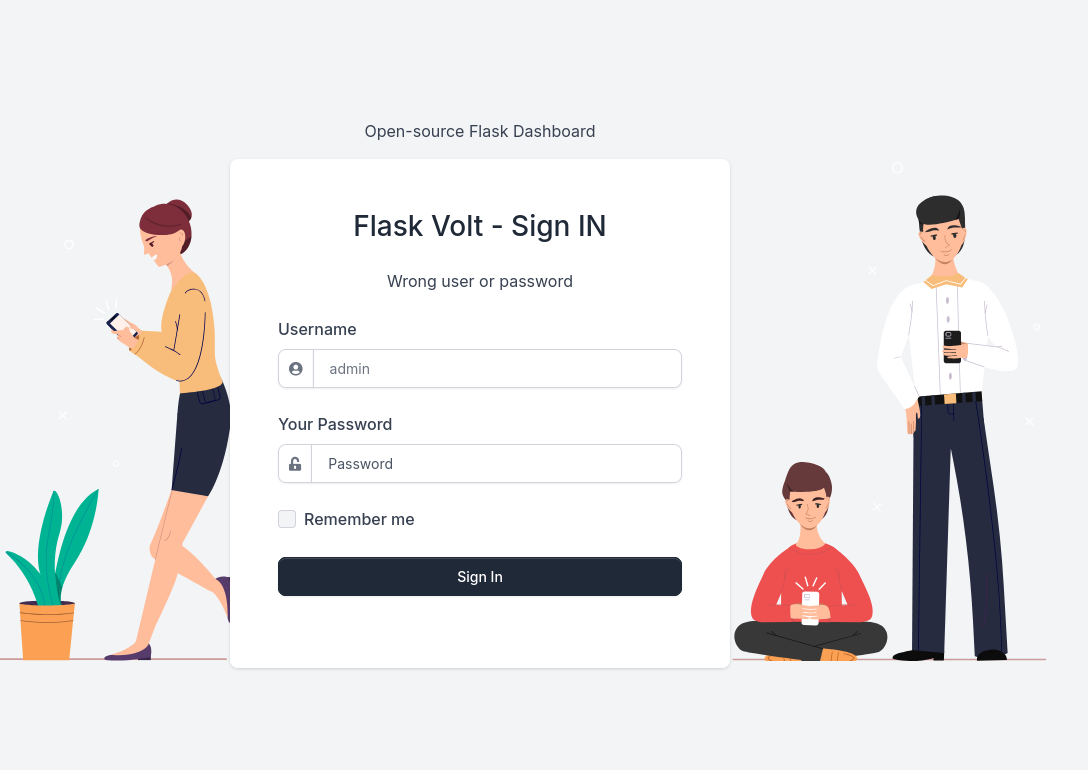 Open-source Flask Dashboard
Flask Volt - Sign IN
Wrong user or password
Username
admin
Your Password
Password
Remember me
Sign In